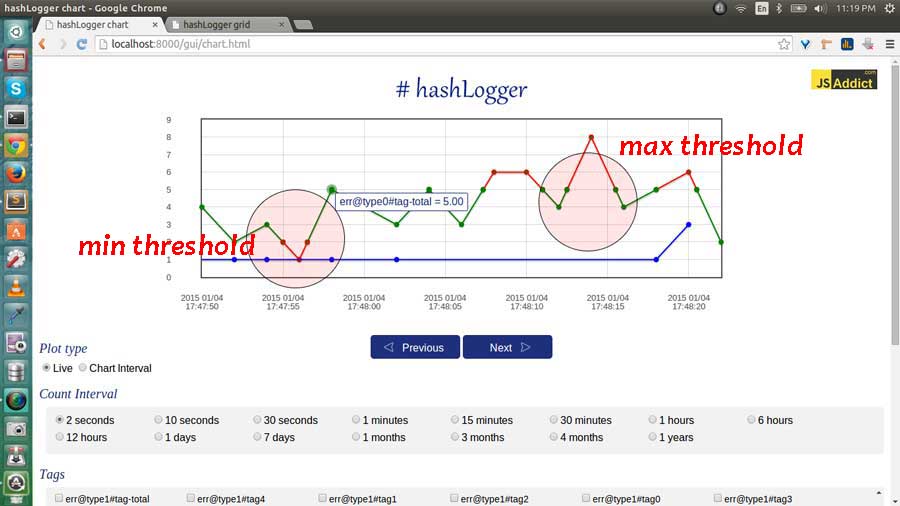 hashLogger chart - Google Chrome
En
11:19 PM
hashLogger chart
hashLogger grid
localhost:8000/gui/chart.html
# hashLogger
JS Addict .com
9
8
7
6
5
4
3
2
1
0
max threshold
min threshold
err@type0#tag-total = 5.00
2015 01/04 2015 01/04 2015 01/04 2015 01/04 2015 01/04 2015 01/04 2015 01/04
17:47:50 17:47:55 17:48:00 17:48:05 17:48:10 17:48:15 17:48:20
Previous Next
Plot type
Live Chart Interval
Count Interval
2 seconds 10 seconds 30 seconds 1 minutes 15 minutes 30 minutes 1 hours 6 hours
12 hours 1 days 7 days 1 months 3 months 4 months 1 years
Tags
err@type1#tag-total err@type1#tag4 err@type1#tag1 err@type1#tag2 err@type1#tag0 err@type1#tag3